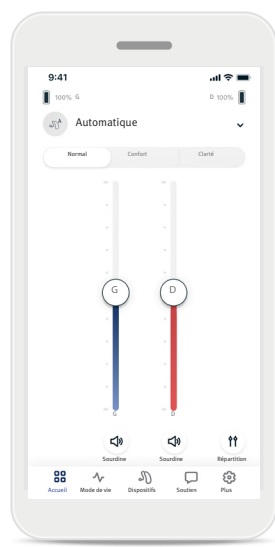 9:41
100% G D 100%
Automatique
Normal Confort Clarté
G D
G D
Sourdine Sourdine Répartition
Accueil Mode de vie Dispositifs Soutien Plus